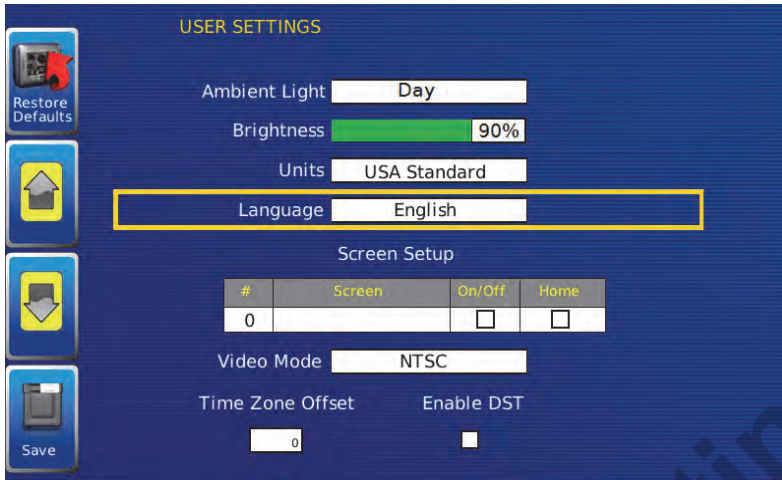 USER SETTINGS
Restore
Defaults
Ambient Light Day
Brightness 90%
Units USA Standard
Language English
Screen Setup
# Screen On/Off Home
0
Video Mode NTSC
Time Zone Offset Enable DST
0
Save